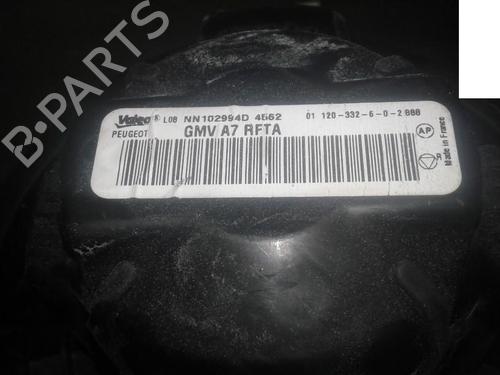 B-PARTS
Valeo® L08 NN102994D 4562 01 120-332-6-0-2 888
PEUGEOT GMV A7 RFTA
AP
Made in France